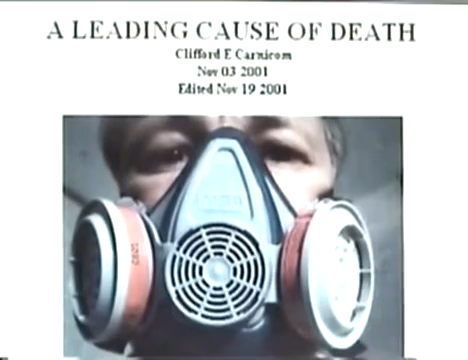 A LEADING CAUSE OF DEATH
Clifford E Carnicom
Nov 03 2001
Edited Nov 19 2001